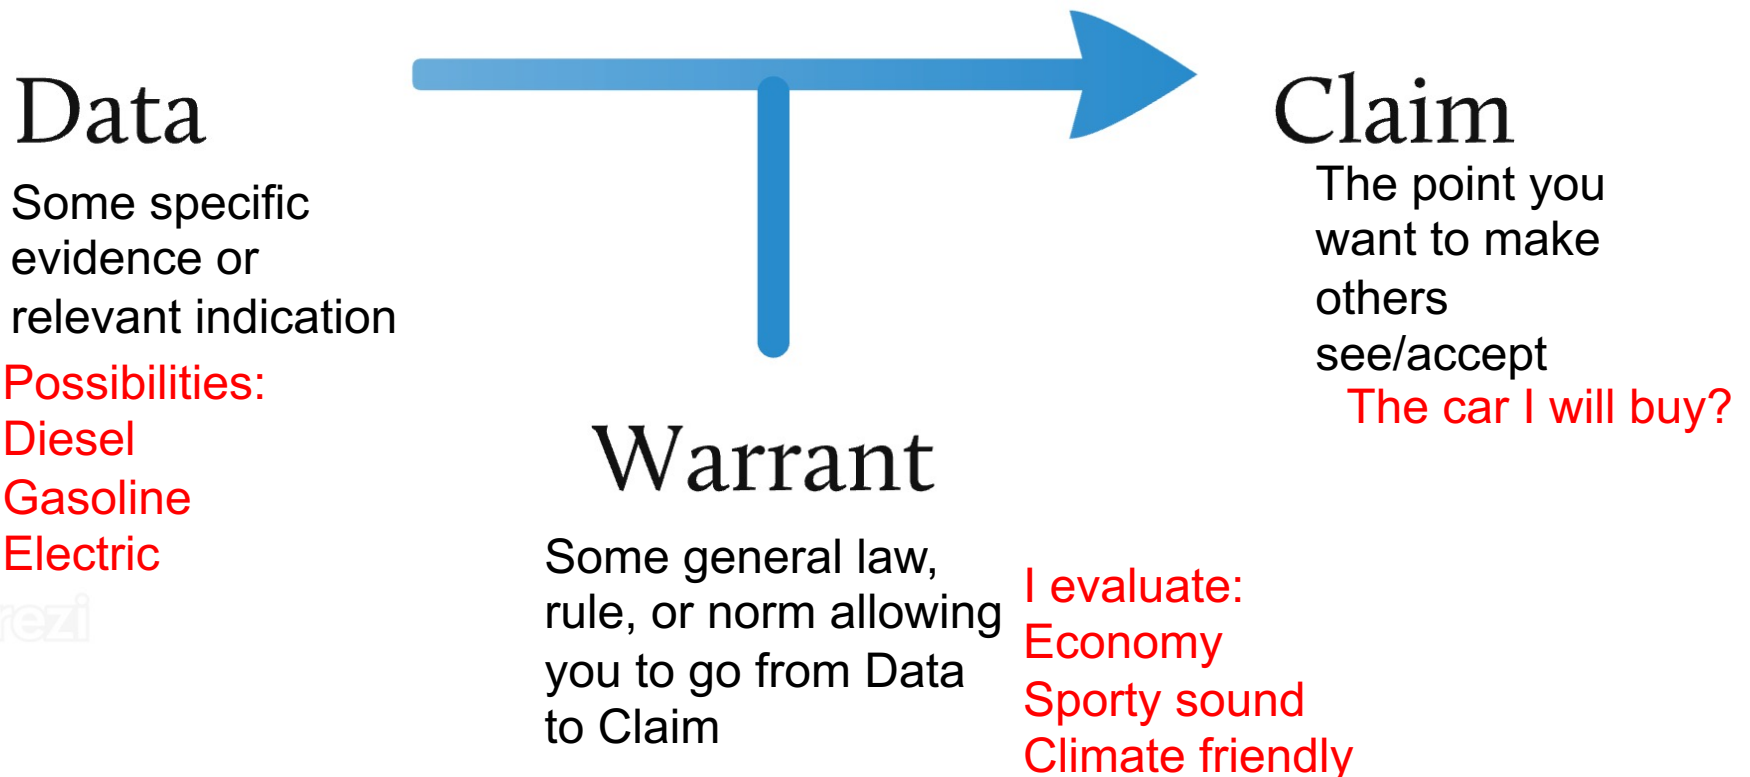 Data
Some specific
evidence or
relevant indication
Possibilities:
Diesel
Gasoline
Electric
Claim
The point you
want to make
others
see/accept
The car I will buy?
Warrant
Some general law,
rule, or norm allowing
you to go from Data
to Claim
I evaluate:
Economy
Sporty sound
Climate friendly